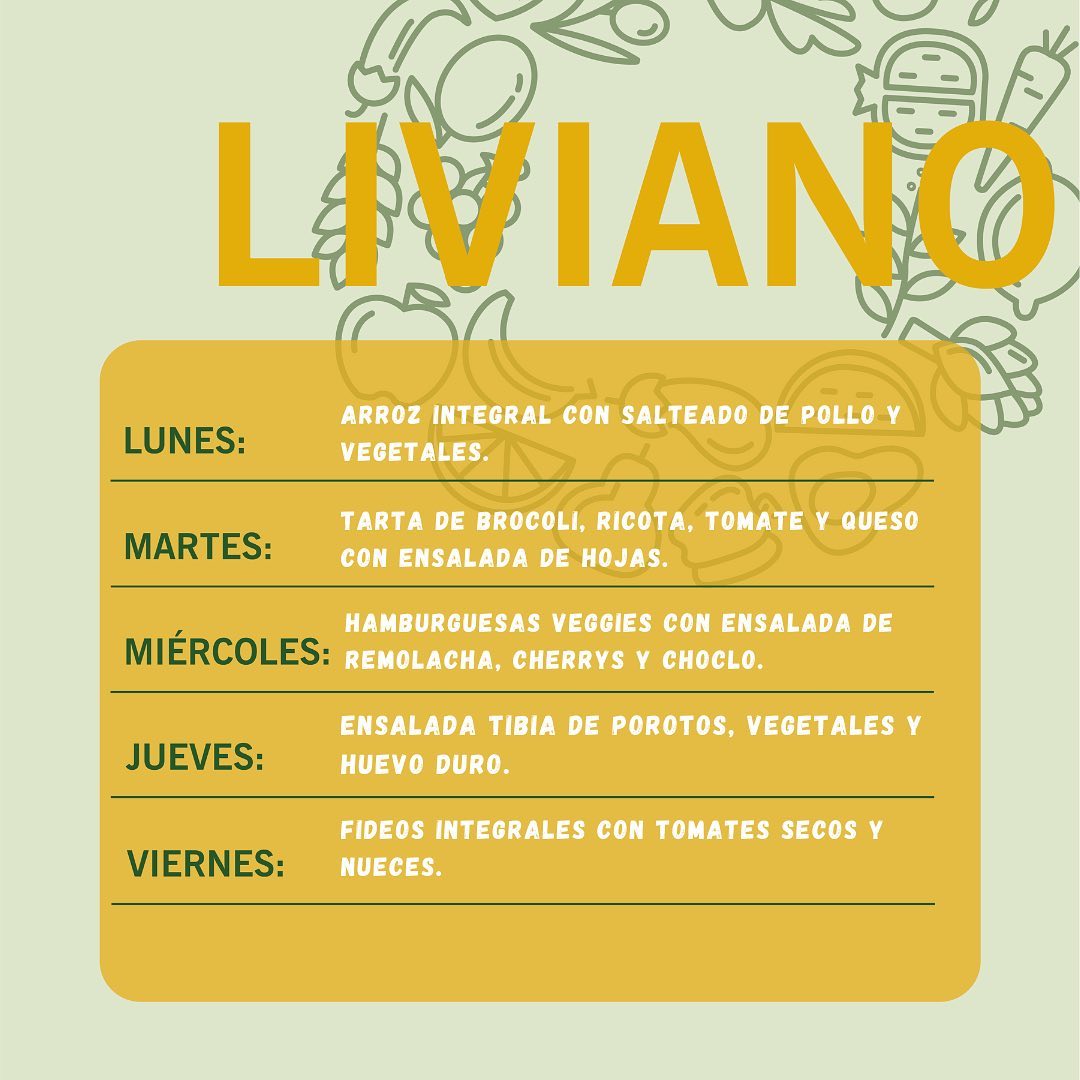 LIVIANO
LUNES:
ARROZ INTEGRAL CON SALTEADO DE POLLO Y
VEGETALES.
MARTES:
TARTA DE BROCOLI, RICOTA, TOMATE Y QUESO
CON ENSALADA DE HOJAS.
MIÉRCOLES:
HAMBURGUESAS VEGGIES CON ENSALADA DE
REMOLACHA, CHERRYS Y CHOCLO.
JUEVES:
ENSALADA TIBIA DE POROTOS, VEGETALES Y
HUEVO DURO.
VIERNES:
FIDEOS INTEGRALES CON TOMATES SECOS Y
NUECES.